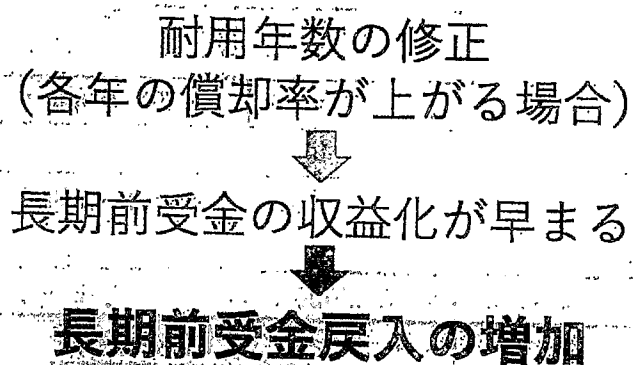 耐用年数の修正
（各年の償却率が上がる場合）
長期前受金の収益化が早まる
長期前受金戻入の増加